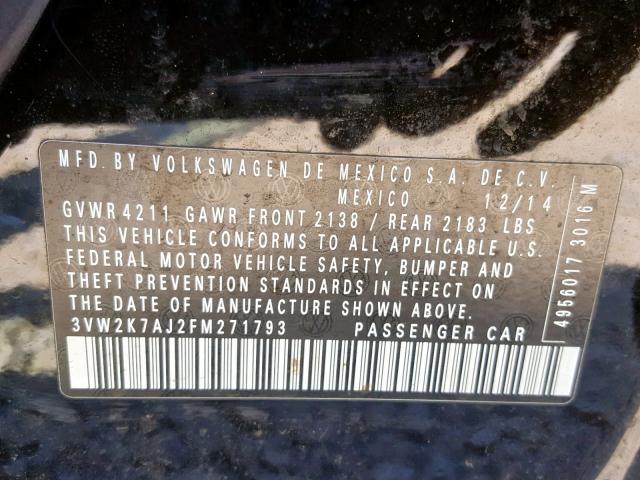 MFD. BY VOLKSWAGEN DE MEXICO S.A. DE C.V.
MEXICO 12/14
GVWR 4211 GAWR FRONT 2138 / REAR 2183 LBS
THIS VEHICLE CONFORMS TO ALL APPLICABLE U.S.
FEDERAL MOTOR VEHICLE SAFETY, BUMPER AND
THEFT PREVENTION STANDARDS IN EFFECT ON
THE DATE OF MANUFACTURE SHOWN ABOVE.
3VW2K7AJ2FM271793 PASSENGER CAR
4956017 3016 M